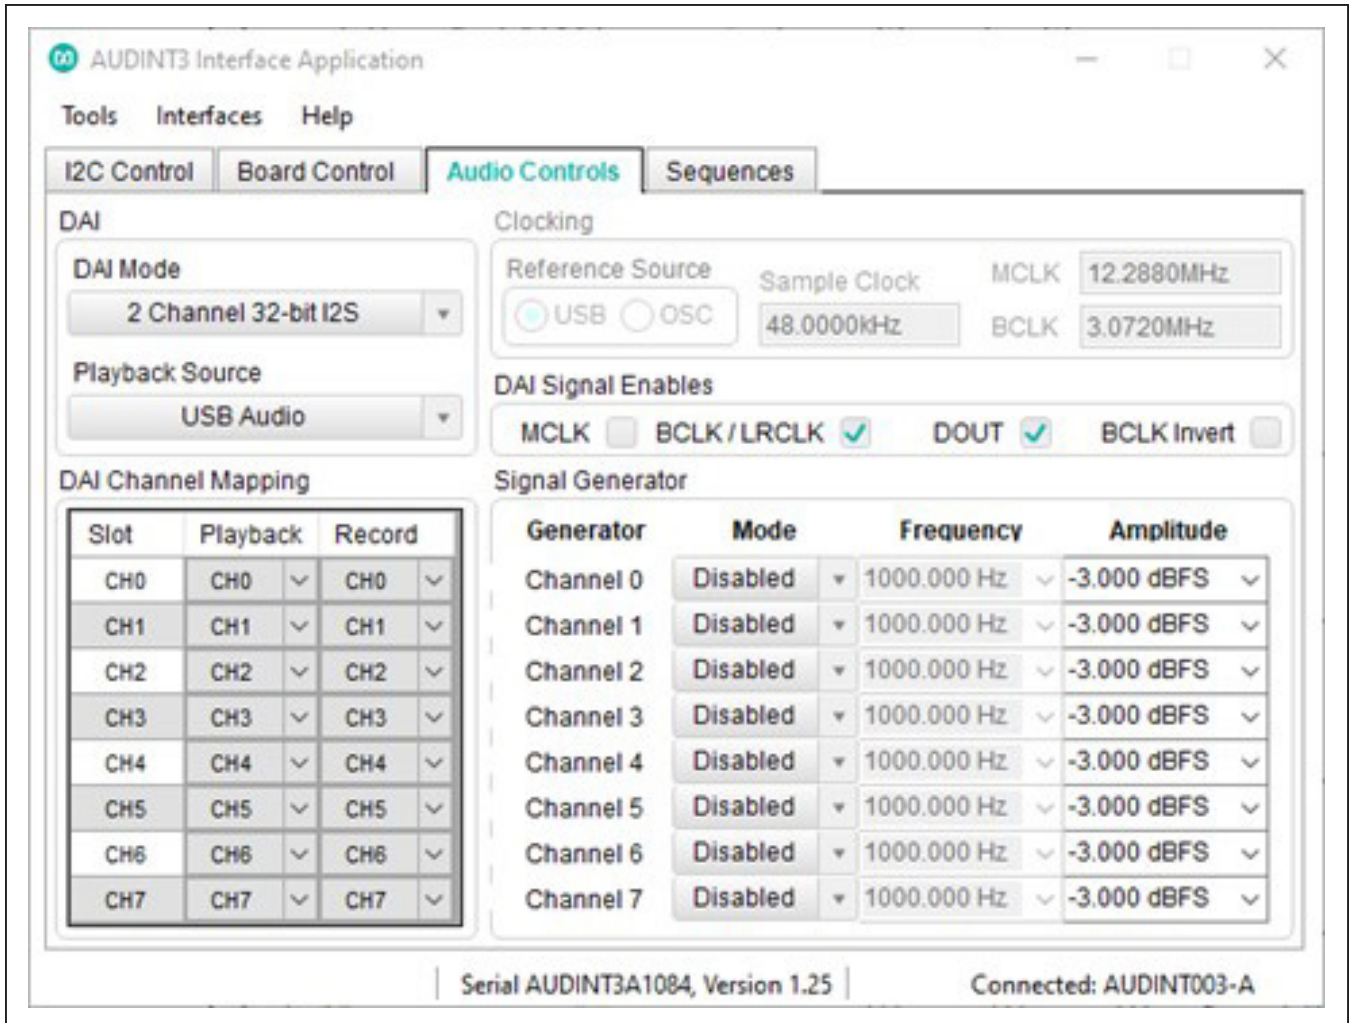 AUDINT3 Interface Application
Tools Interfaces Help
I2C Control Board Control Audio Controls Sequences
DAI
DAI Mode
2 Channel 32-bit I2S
Playback Source
USB Audio
Clocking
Reference Source
USB OSC
Sample Clock
48.0000kHz
MCLK 12.2880MHz
BCLK 3.0720MHz
DAI Signal Enables
MCLK BCLK / LRCLK DOUT BCLK Invert
DAI Channel Mapping
Slot Playback Record
CH0 CH0 CH0
CH1 CH1 CH1
CH2 CH2 CH2
CH3 CH3 CH3
CH4 CH4 CH4
CH5 CH5 CH5
CH6 CH6 CH6
CH7 CH7 CH7
Signal Generator
Generator Mode Frequency Amplitude
Channel 0 Disabled 1000.000 Hz -3.000 dBFS
Channel 1 Disabled 1000.000 Hz -3.000 dBFS
Channel 2 Disabled 1000.000 Hz -3.000 dBFS
Channel 3 Disabled 1000.000 Hz -3.000 dBFS
Channel 4 Disabled 1000.000 Hz -3.000 dBFS
Channel 5 Disabled 1000.000 Hz -3.000 dBFS
Channel 6 Disabled 1000.000 Hz -3.000 dBFS
Channel 7 Disabled 1000.000 Hz -3.000 dBFS
Serial AUDINT3A1084, Version 1.25 Connected: AUDINT003-A